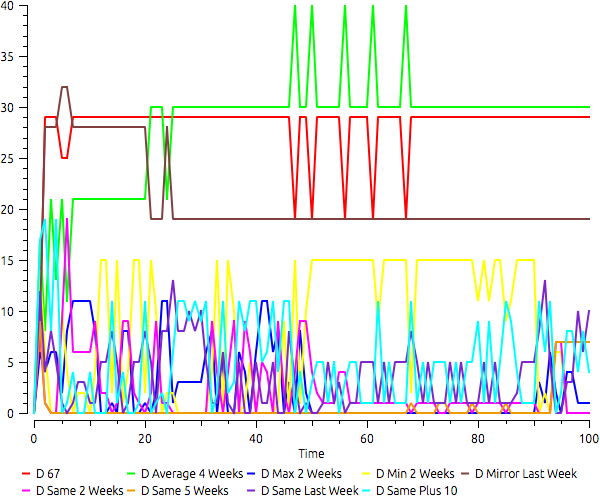 40
35
30
25
20
15
10
5
0
0 20 40 60 80 100
Time
D 67 D Average 4 Weeks D Max 2 Weeks D Min 2 Weeks D Mirror Last Week
D Same 2 Weeks D Same 5 Weeks D Same Last Week D Same Plus 10